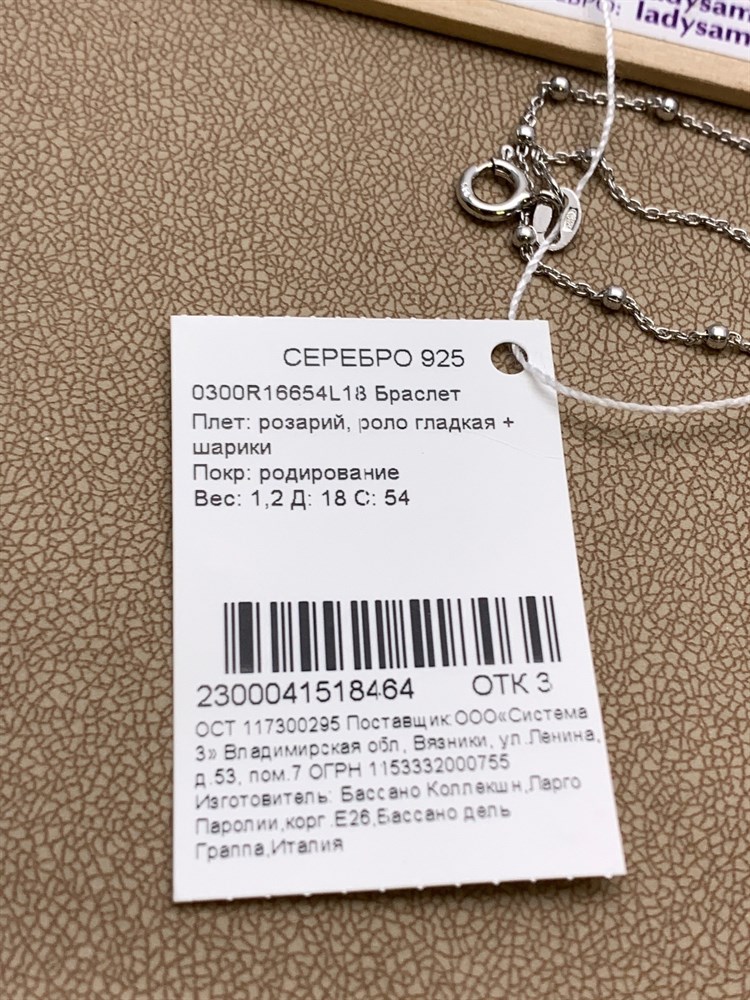 ladysam
ladysam
СЕРЕБРО 925
0300R16654L18 Браслет
Плет: розарий, роло гладкая +
шарики
Покр: родирование
Вес: 1,2 Д: 18 С: 54
2300041518464 ОТК 3
ОСТ 117300295 Поставщик:ООО«Система
3» Владимирская обл, Вязники, ул.Ленина,
д.53, пом.7 ОГРН 1153332000755
Изготовитель: Бассано Коллекшн,Ларго
Паролии,корг.Е26,Бассано дель
Граппа,Италия